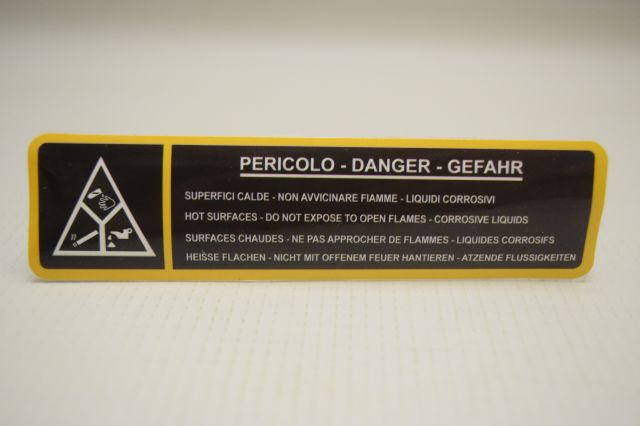 PERICOLO - DANGER - GEFAHR
SUPERFICI CALDE - NON AVVICINARE FIAMME - LIQUIDI CORROSIVI
HOT SURFACES - DO NOT EXPOSE TO OPEN FLAMES - CORROSIVE LIQUIDS
SURFACES CHAUDES - NE PAS APPROCHER DE FLAMMES - LIQUIDES CORROSIFS
HEIßSE FLACHEN - NICHT MIT OFFENEM FEUER HANTIEREN - ATZENDE FLUSSIGKEITEN